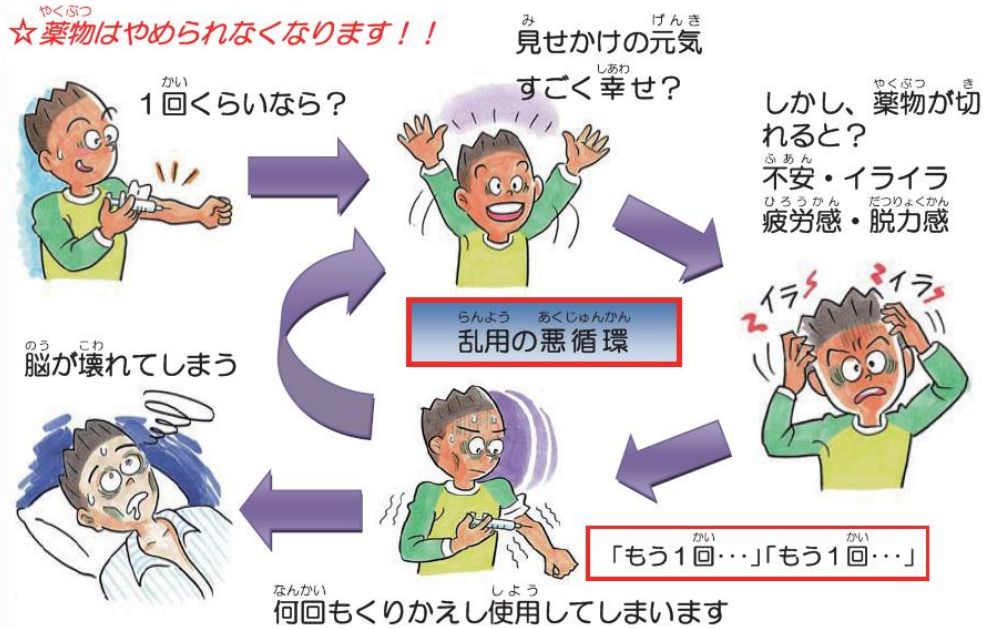 ☆薬物はやめられなくなります！！
1回くらいなら？
見せかけの元気
すごく幸せ？
しかし、薬物が切
れると？
不安・イライラ
疲労感・脱力感
イライラ
乱用の悪循環
「もう1回･･･」「もう1回･･･」
何回もくりかえし使用してしまいます
脳が壊れてしまう